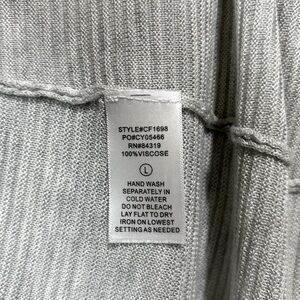 STYLE#CF1698
PO#CY05466
RN#84319
100%VISCOSE
L
HAND WASH
SEPARATELY IN
COLD WATER
DO NOT BLEACH
LAY FLAT TO DRY
IRON ON LOWEST
SETTING AS NEEDED